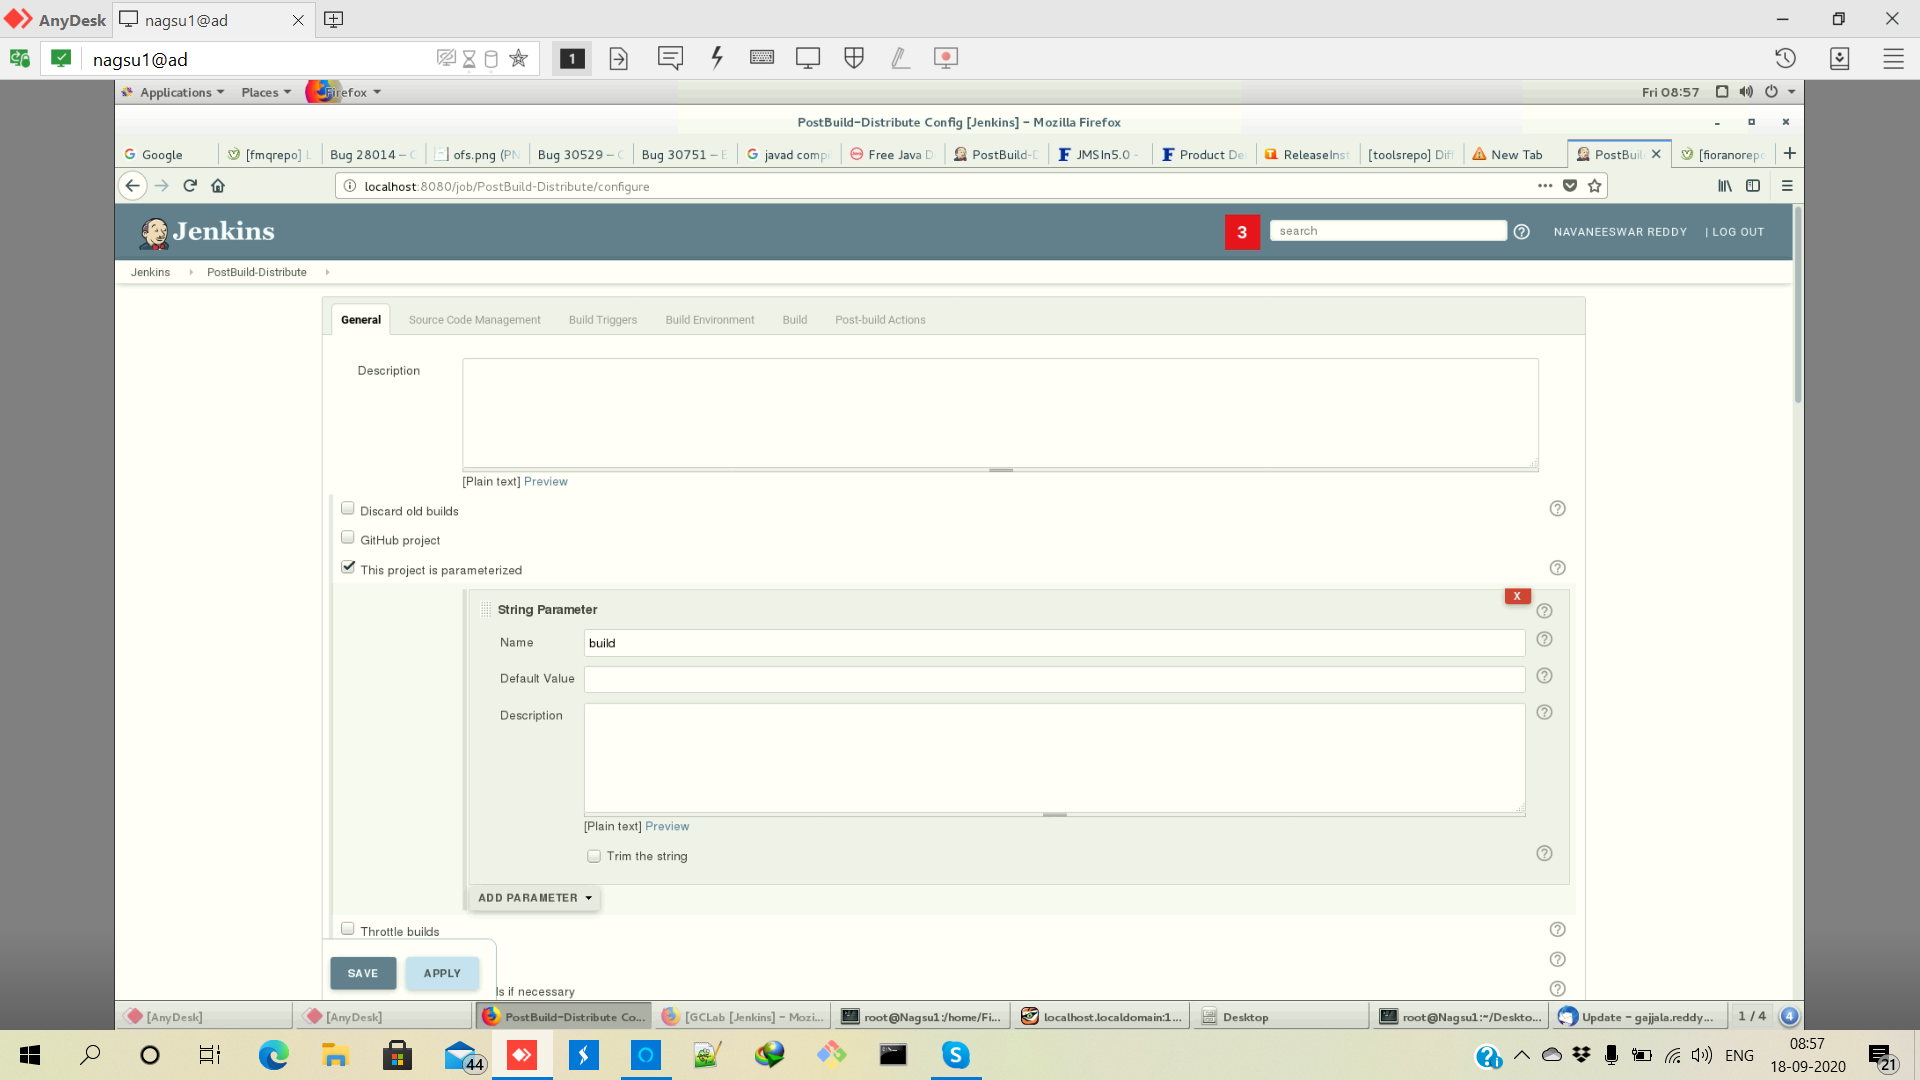 AnyDesk
nagsu1@ad
nagsu1@ad
1
Applications
Places
Firefox
Fri 08:57
PostBuild-Distribute Config [Jenkins] - Mozilla Firefox
Google
[fmqrepo]
Bug 28014 –
ofs.png (PN
Bug 30529 –
Bug 30751 –
javad comp
Free Java D
PostBuild-D
JMSIn5.0 -
Product De
ReleaseInst
[toolsrepo] Dif
New Tab
PostBuil
[fioranorepo
localhost:8080/job/PostBuild-Distribute/configure
Jenkins
3
search
NAVANEESWAR REDDY
| LOG OUT
Jenkins
PostBuild-Distribute
General
Source Code Management
Build Triggers
Build Environment
Build
Post-build Actions
Description
[Plain text] Preview
Discard old builds
GitHub project
This project is parameterized
X
String Parameter
Name
build
Default Value
Description
[Plain text] Preview
Trim the string
ADD PARAMETER
Throttle builds
SAVE
APPLY
ls if necessary
[AnyDesk]
[AnyDesk]
PostBuild-Distribute Co...
[GCLab [Jenkins] - Mozi...
root@Nagsu1:/home/Fi...
localhost.localdomain:1...
Desktop
root@Nagsu1:~/Deskto...
Update - gajjala.reddy...
1 / 4
4
44
ENG
08:57
18-09-2020
21